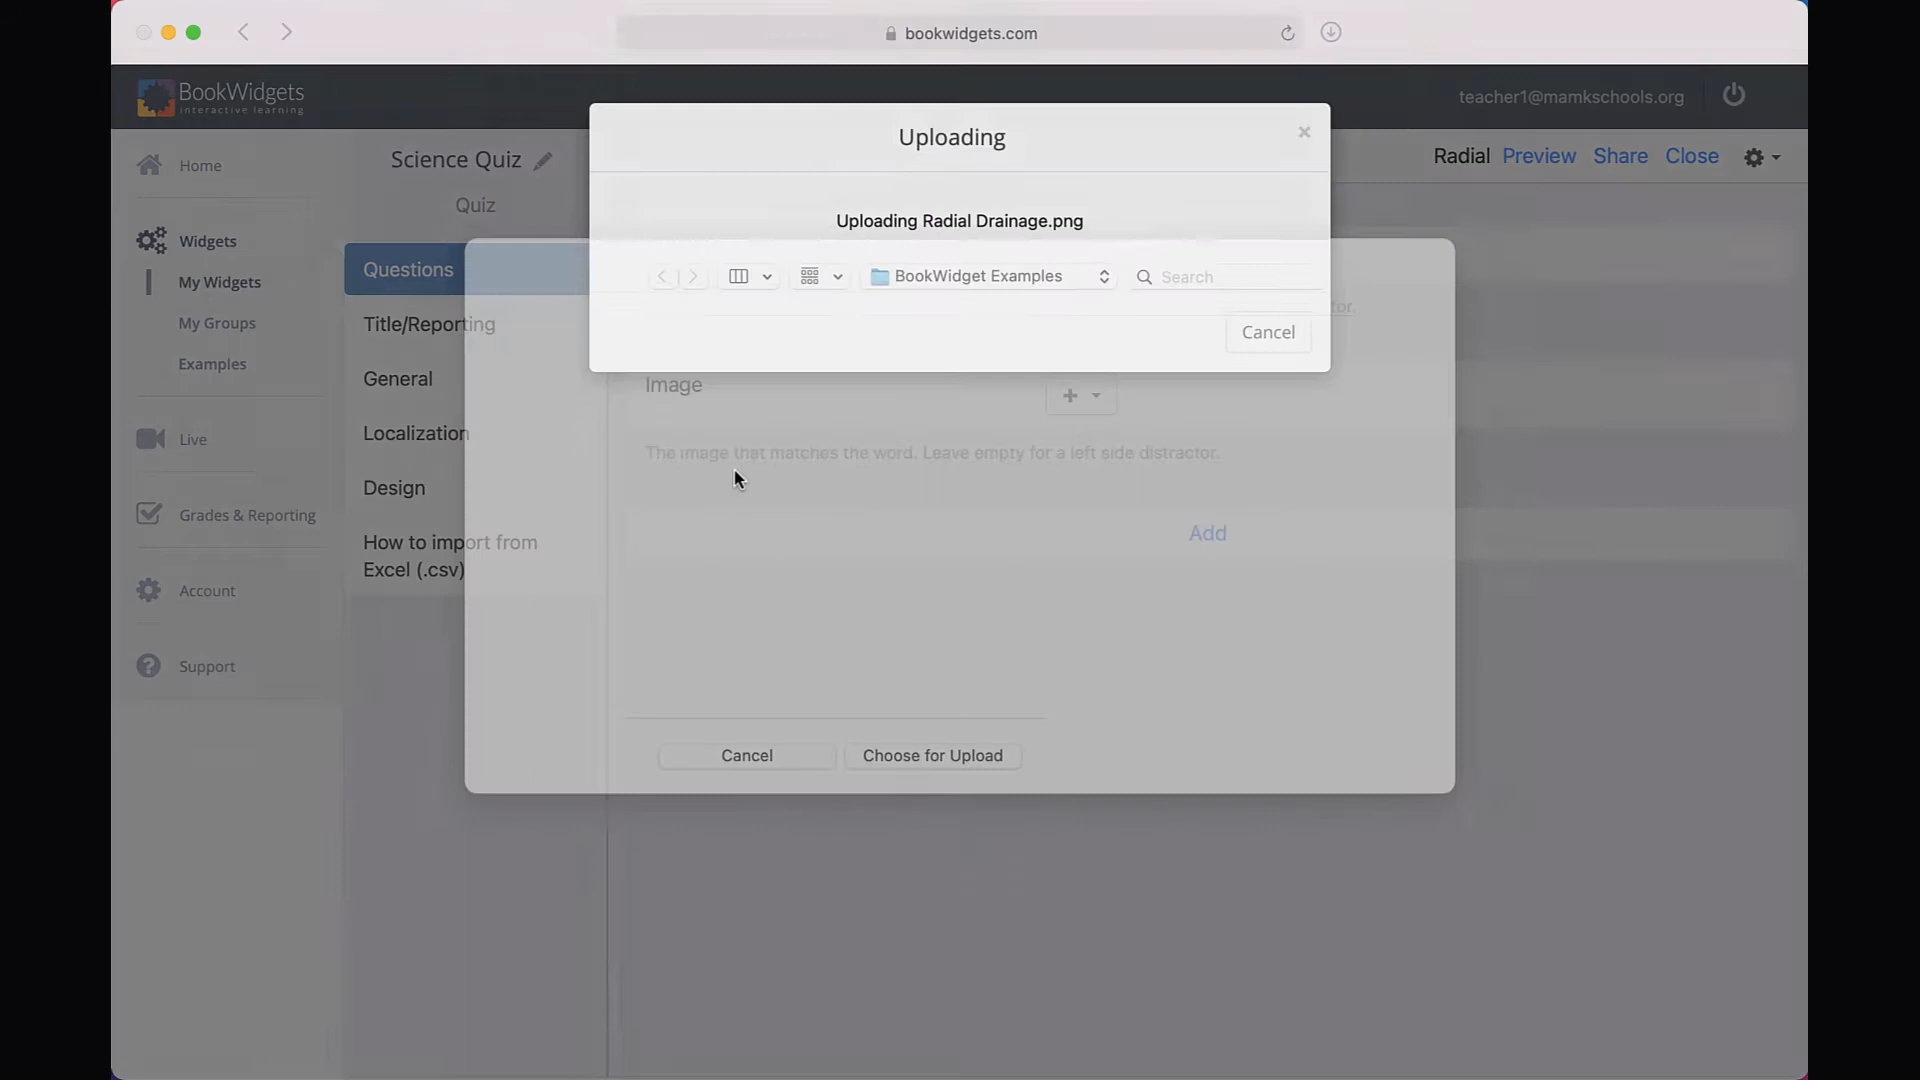 bookwidgets.com
BookWidgets
interactive learning
teacher1@mamkschools.org
Uploading
×
Home
Science Quiz
Radial Preview Share Close
Quiz
Uploading Radial Drainage.png
Widgets
Questions
BookWidget Examples
Search
My Widgets
tor.
Title/Reporting
My Groups
Cancel
Examples
General
Image
+
Live
Localization
The image that matches the word. Leave empty for a left side distractor.
Design
Grades & Reporting
Add
How to import from
Excel (.csv)
Account
Support
Cancel
Choose for Upload